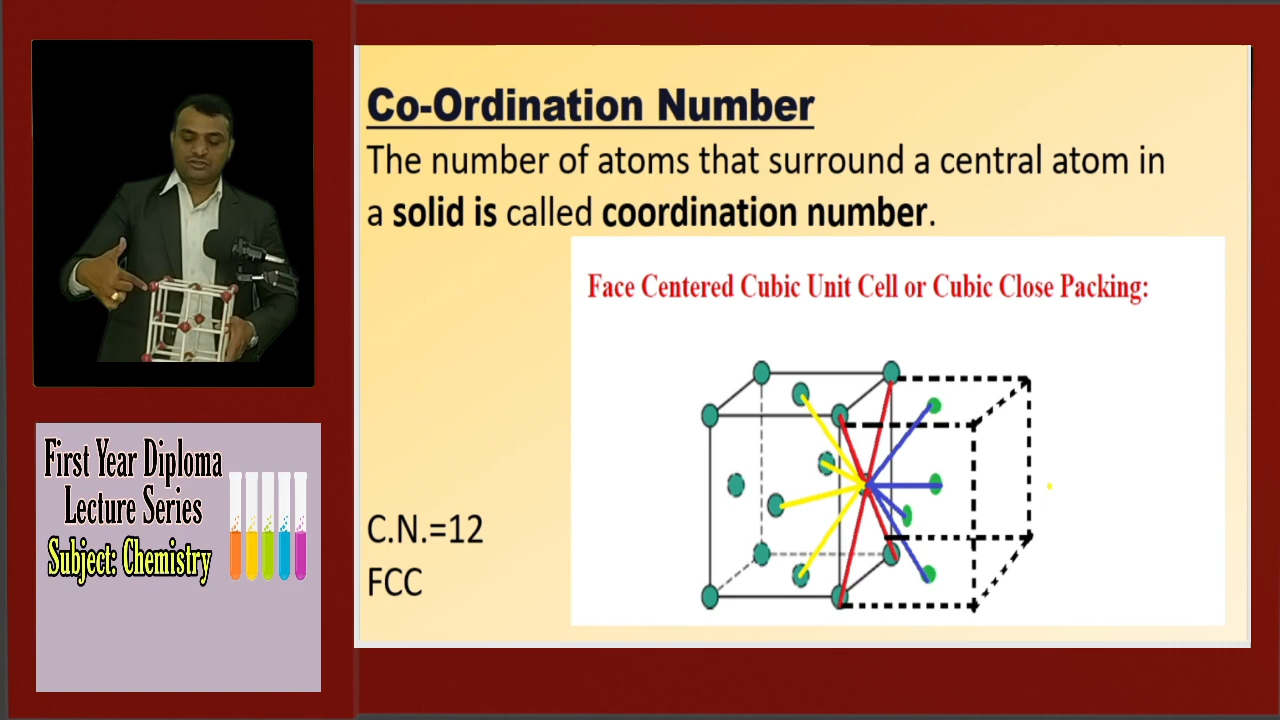 Co-Ordination Number
The number of atoms that surround a central atom in
a solid is called coordination number.
Face Centered Cubic Unit Cell or Cubic Close Packing:
C.N.=12
FCC
First Year Diploma
Lecture Series
Subject: Chemistry